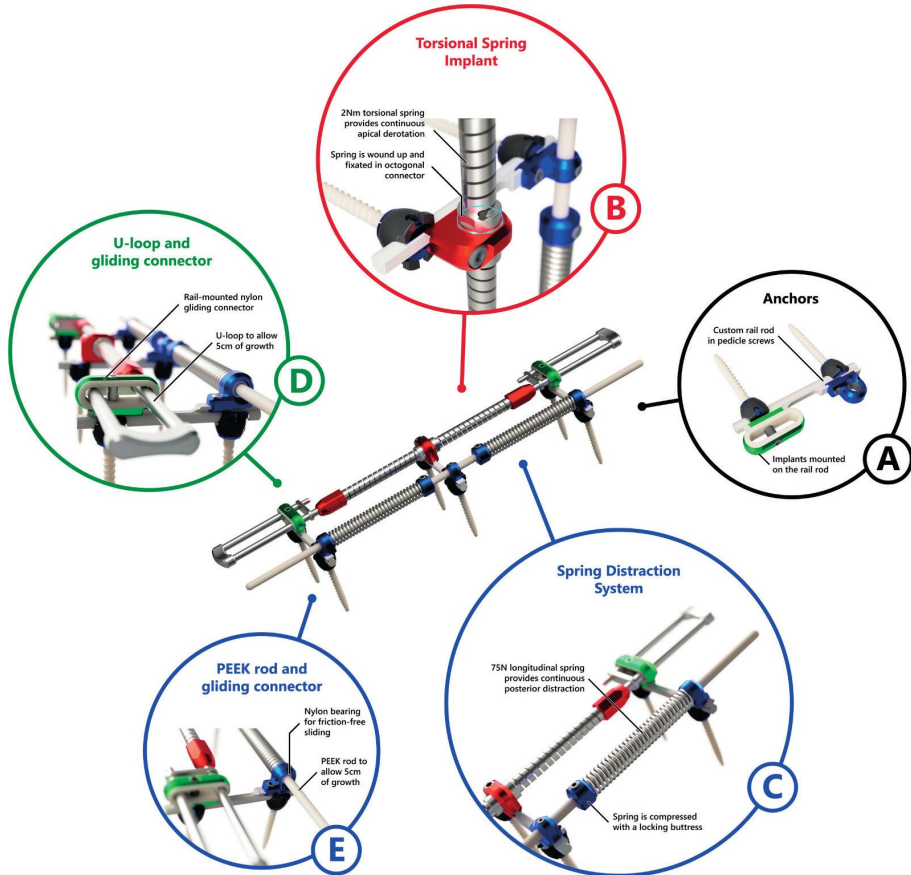 Torsional Spring
Implant
2Nm torsional spring
provides continuous
apical derotation
Spring is wound up and
fixated in octogonal
connector
B
U-loop and
gliding connector
Rail-mounted nylon
gliding connector
U-loop to allow
5cm of growth
D
Anchors
Custom rail rod
in pedicle screws
Implants mounted
on the rail rod
A
Spring Distraction
System
75N longitudinal spring
provides continuous
posterior distraction
Spring is compressed
with a locking buttress
C
PEEK rod and
gliding connector
Nylon bearing
for friction-free
sliding
PEEK rod to
allow 5cm
of growth
E